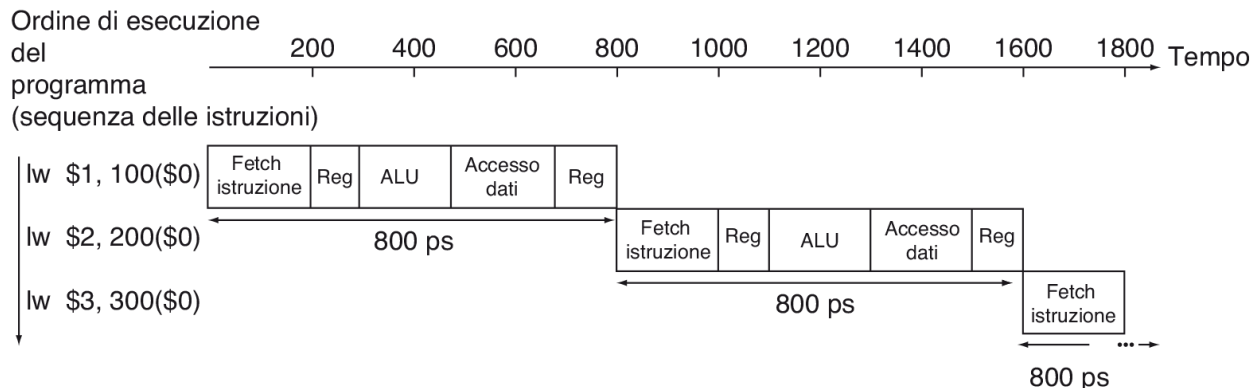 Ordine di esecuzione
del
programma
(sequenza delle istruzioni)
200 400 600 800 1000 1200 1400 1600 1800 Tempo
lw $1, 100($0)
Fetch
istruzione
Reg
ALU
Accesso
dati
Reg
800 ps
lw $2, 200($0)
Fetch
istruzione
Reg
ALU
Accesso
dati
Reg
800 ps
lw $3, 300($0)
Fetch
istruzione
...
800 ps